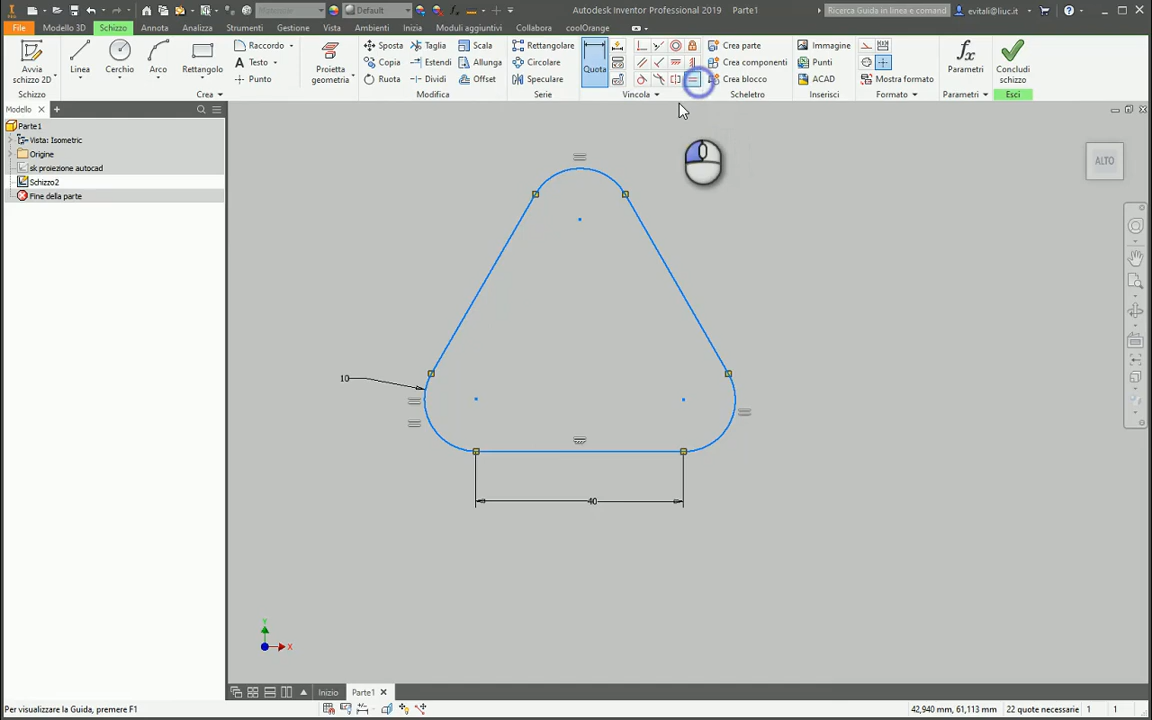 Materiale
Default
Autodesk Inventor Professional 2019 Parte1
Ricerca Guida in linea e comand
evitali@liuc.it
File Modello 3D Schizzo Annota Analizza Strumenti Gestione Vista Ambienti Inizia Moduli aggiuntivi Collabora coolOrange
Raccordo Sposta Taglia Scala Rettangolare Crea parte Immagine
Avvia schizzo 2D Linea Cerchio Arco Rettangolo Testo Proietta geometria Copia Estendi Allunga Circolare Quota Crea componenti Punti Parametri Concludi schizzo
Punto Ruota Dividi Offset Speculare Crea blocco ACAD Mostra formato
Schizzo Crea Modifica Serie Vincola Scheletro Inserisci Formato Parametri Esci
Modello
Parte1
Vista: Isometric
Origine
sk proiezione autocad
Schizzo2
Fine della parte
ALTO
10
40
Y
X
Inizio Parte1
Per visualizzare la Guida, premere F1
42,940 mm, 61,113 mm 22 quote necessarie 1 1